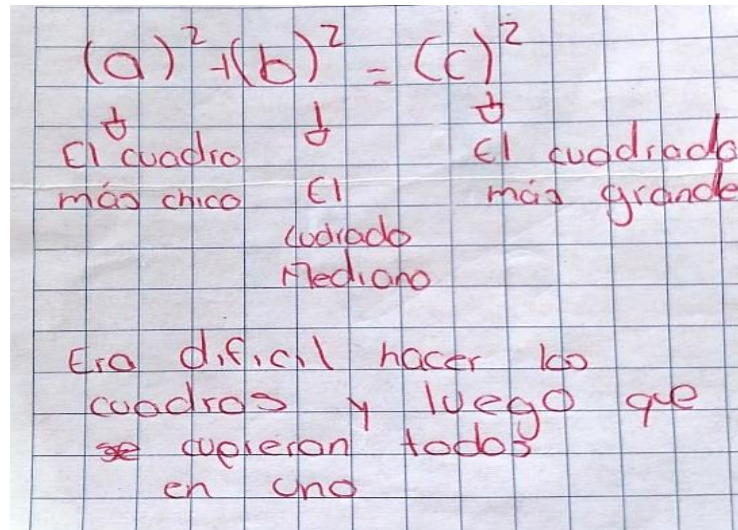 (a)² + (b)² = (c)²
El cuadro El cuadrado
más chico El más grande
cudrado
Mediano
Era dificil hacer los
cuadros y luego que
se cupieron todos
en uno